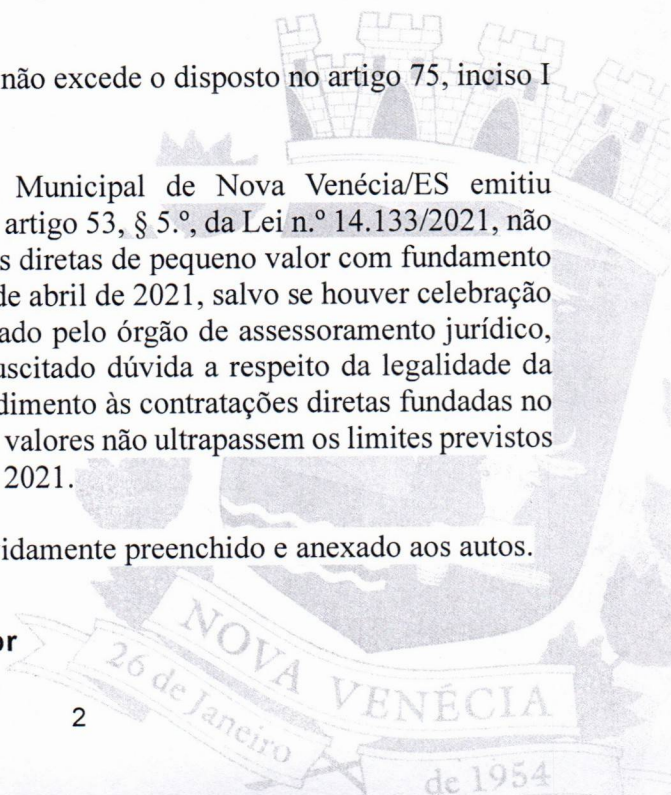 não excede o disposto no artigo 75, inciso I
Municipal de Nova Venécia/ES emitiu
artigo 53, § 5.º, da Lei n.º 14.133/2021, não
s diretas de pequeno valor com fundamento
de abril de 2021, salvo se houver celebração
ado pelo órgão de assessoramento jurídico,
uscitado dúvida a respeito da legalidade da
dimento às contratações diretas fundadas no
valores não ultrapassem os limites previstos
2021.
idamente preenchido e anexado aos autos.
or
2
NOVA VENÉCIA
26 de Janeiro
de 1954